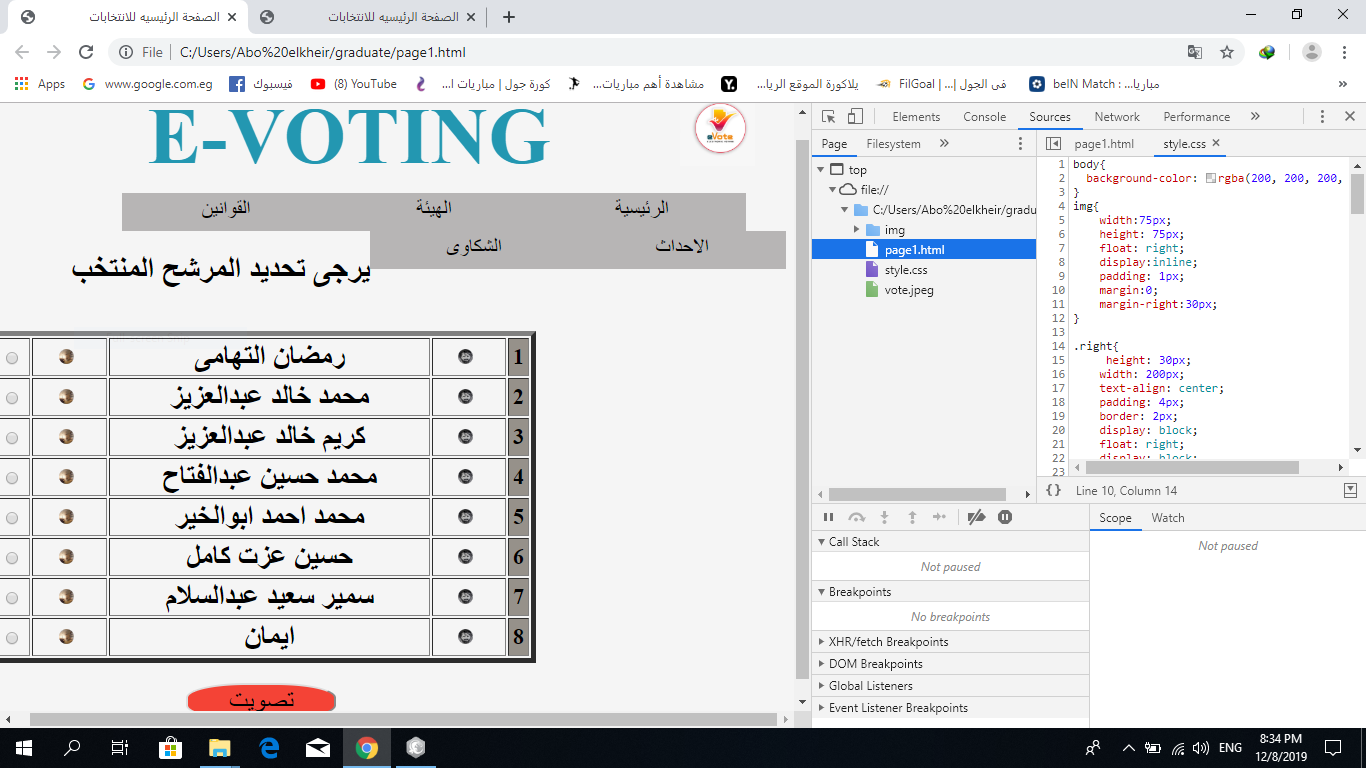 الصفحة الرئيسيه للانتخابات
الصفحة الرئيسيه للانتخابات
File C:/Users/Abo%20elkheir/graduate/page1.html
Apps www.google.com.eg فيسبوك (8) YouTube كورة جول | مباريات ا... مشاهدة أهم مباريات... يلاكورة الموقع الريا... FilGoal | فى الجول |... beIN Match : مباريا... »
E-VOTING
eVote
الرئيسية الهيئة القوانين
الاحداث الشكاوى
يرجى تحديد المرشح المنتخب
1 رمضان التهامى
2 محمد خالد عبدالعزيز
3 كريم خالد عبدالعزيز
4 محمد حسين عبدالفتاح
5 محمد احمد ابوالخير
6 حسين عزت كامل
7 سمير سعيد عبدالسلام
8 ايمان
تصويت
Elements Console Sources Network Performance »
Page Filesystem »
top
file://
C:/Users/Abo%20elkheir/gradu
img
page1.html
style.css
vote.jpeg
page1.html style.css
1 body{
2 background-color: rgba(200, 200, 200,
3 }
4 img{
5 width:75px;
6 height: 75px;
7 float: right;
8 display:inline;
9 padding: 1px;
10 margin:0;
11 margin-right:30px;
12 }
13
14 .right{
15 height: 30px;
16 width: 200px;
17 text-align: center;
18 padding: 4px;
19 border: 2px;
20 display: block;
21 float: right;
22 display: block;
23
{} Line 10, Column 14
Call Stack
Not paused
Breakpoints
No breakpoints
XHR/fetch Breakpoints
DOM Breakpoints
Global Listeners
Event Listener Breakpoints
Scope Watch
Not paused
ENG
8:34 PM
12/8/2019